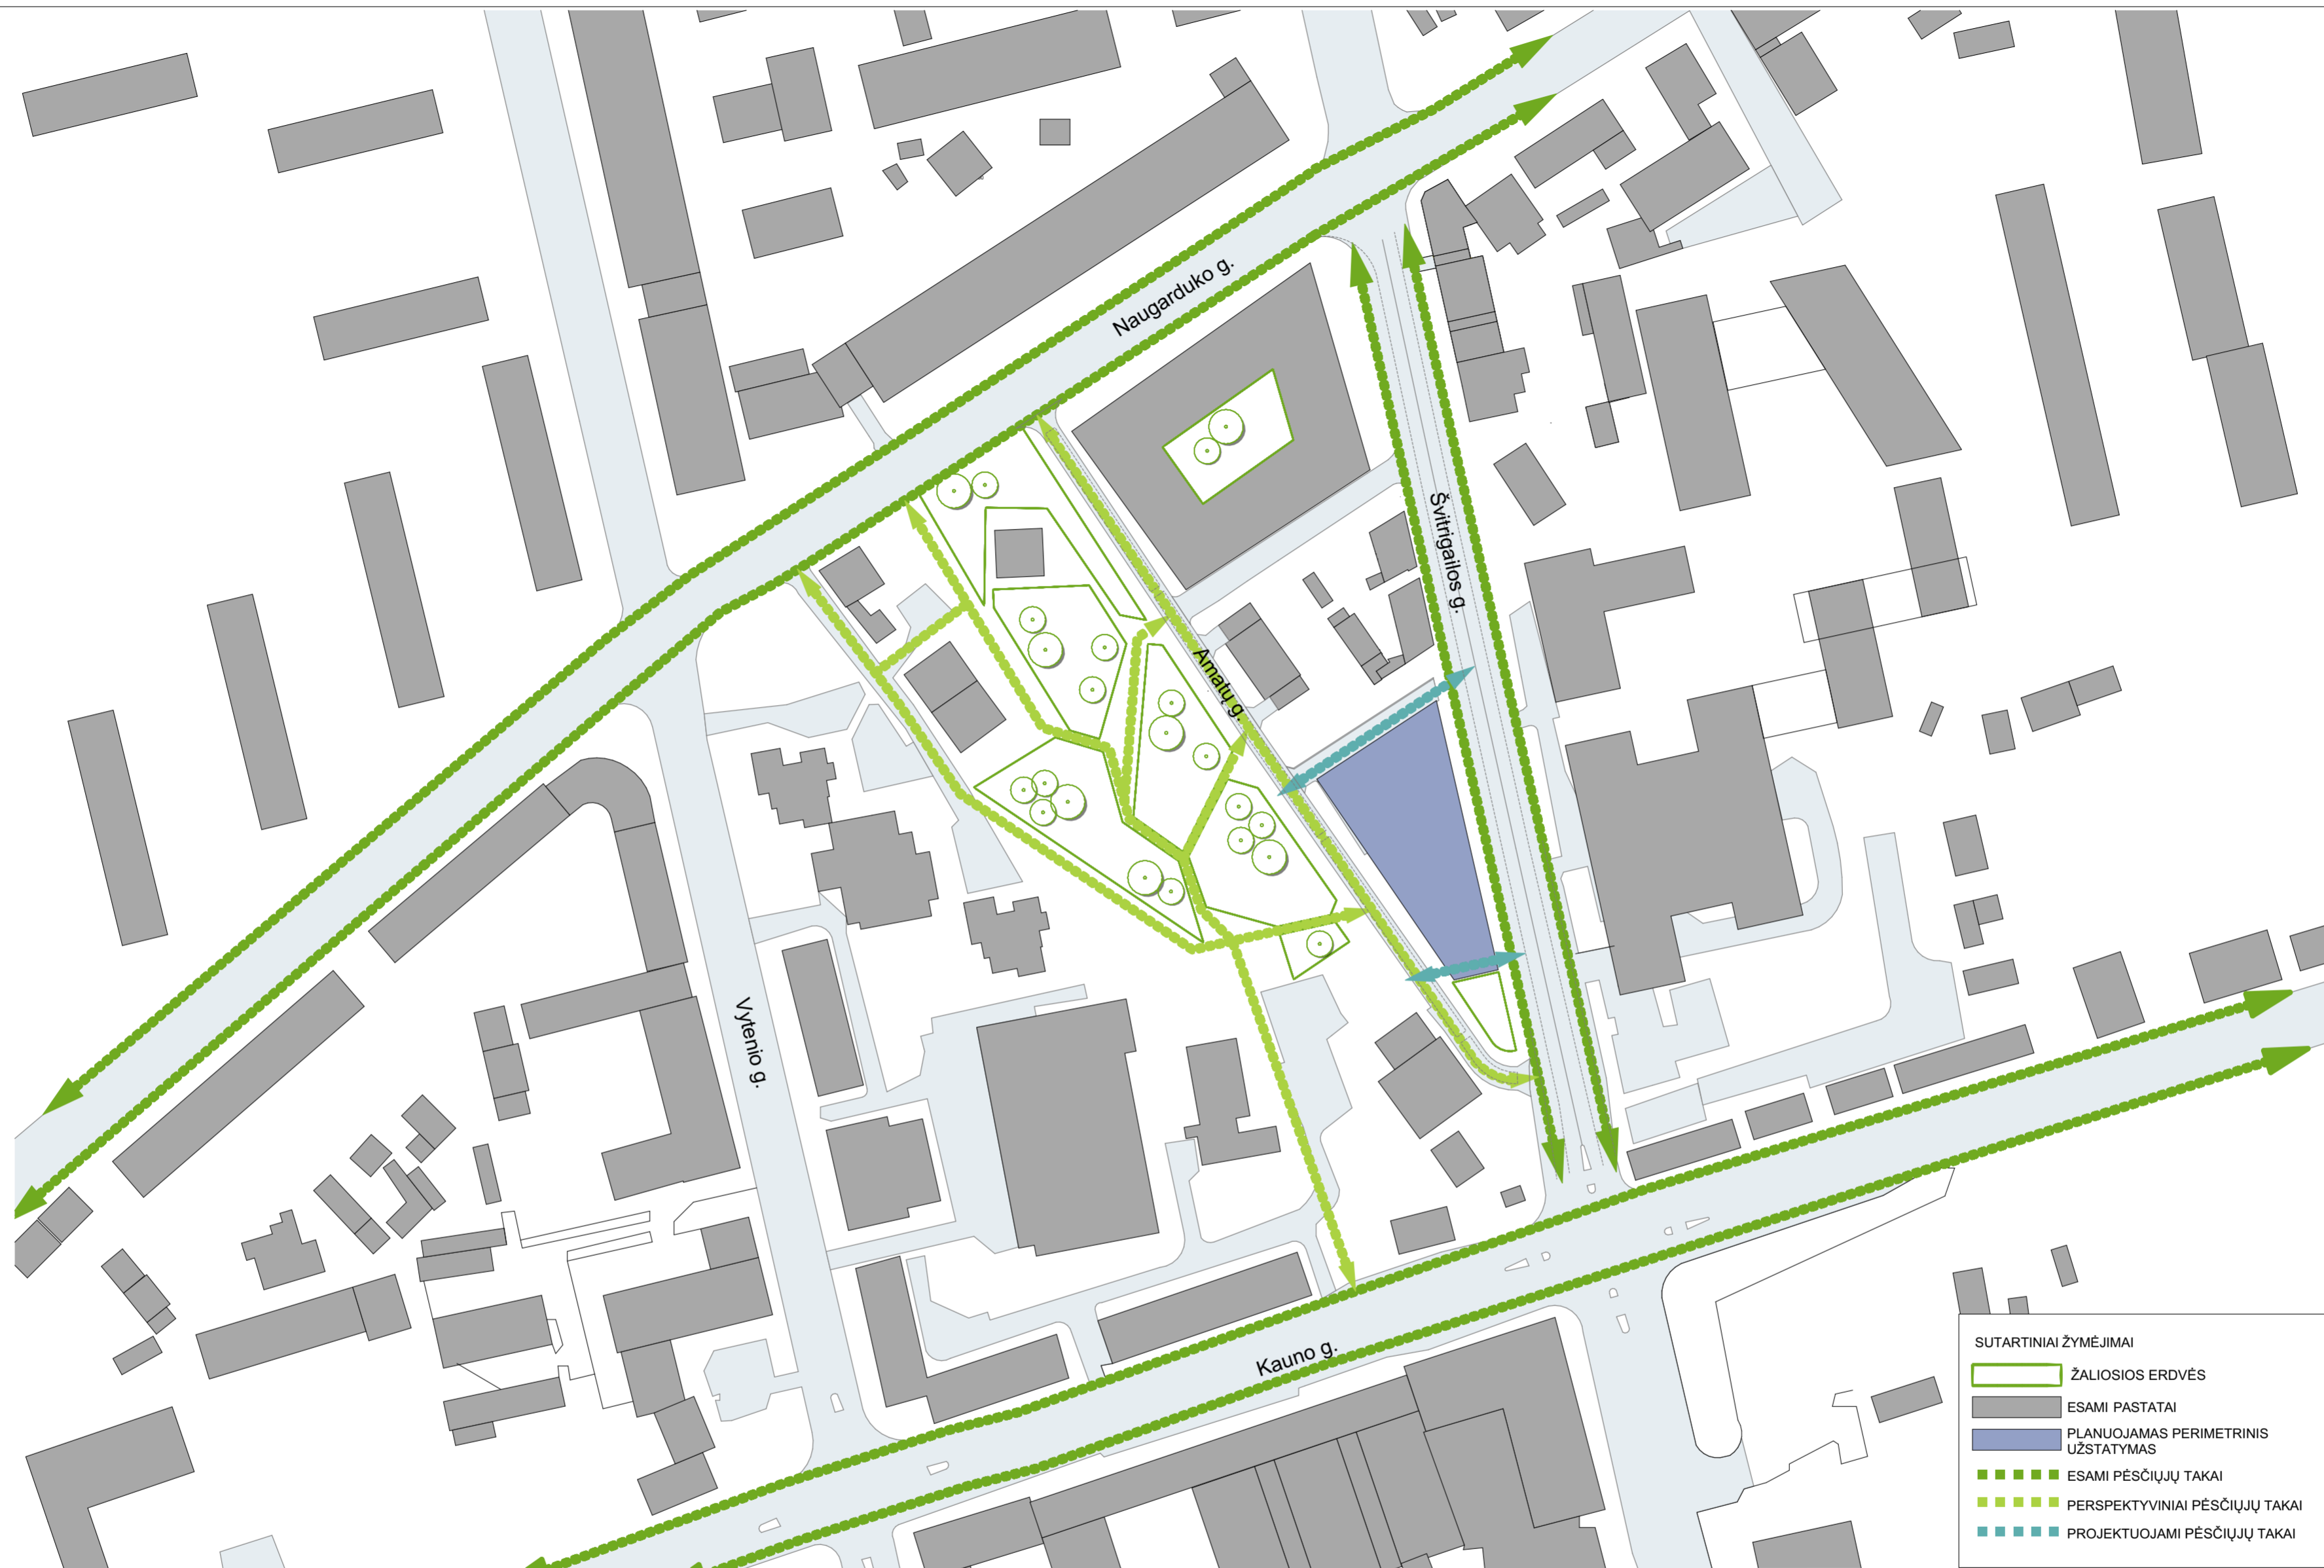 Naugarduko g.
Švitrigailos g.
Amatų g.
Vytenio g.
Kauno g.
SUTARTINIAI ŽYMĖJIMAI
ŽALIOSIOS ERDVĖS
ESAMI PASTATAI
PLANUOJAMAS PERIMETRINIS
UŽSTATYMAS
ESAMI PĖSČIŲJŲ TAKAI
PERSPEKTYVINIAI PĖSČIŲJŲ TAKAI
PROJEKTUOJAMI PĖSČIŲJŲ TAKAI